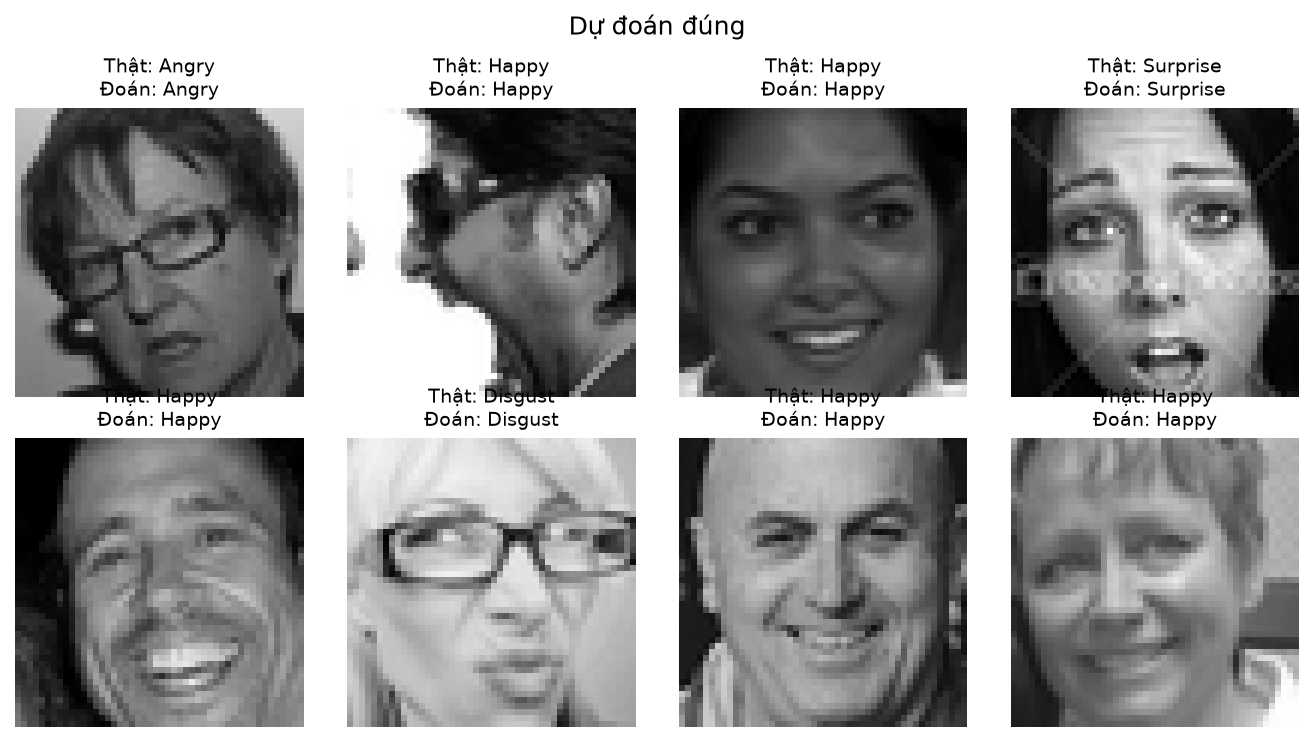 Dự đoán đúng
Thật: Angry
Đoán: Angry
Thật: Happy
Đoán: Happy
Thật: Happy
Đoán: Happy
Thật: Surprise
Đoán: Surprise
Thật: Happy
Đoán: Happy
Thật: Disgust
Đoán: Disgust
Thật: Happy
Đoán: Happy
Thật: Happy
Đoán: Happy